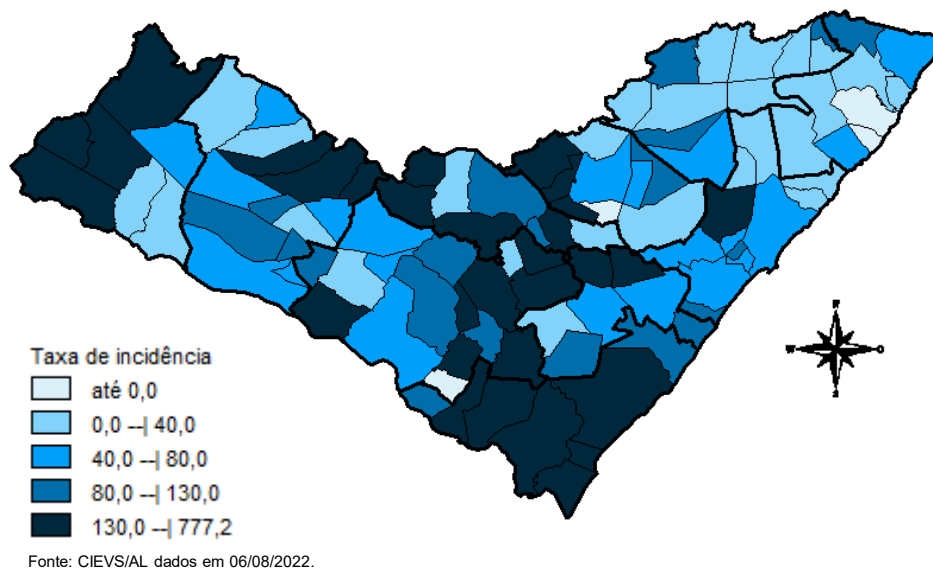 N
W O
S
Taxa de incidência
até 0,0
0,0 --| 40,0
40,0 --| 80,0
80,0 --| 130,0
130,0 --| 777,2
Fonte: CIEVS/AL dados em 06/08/2022.